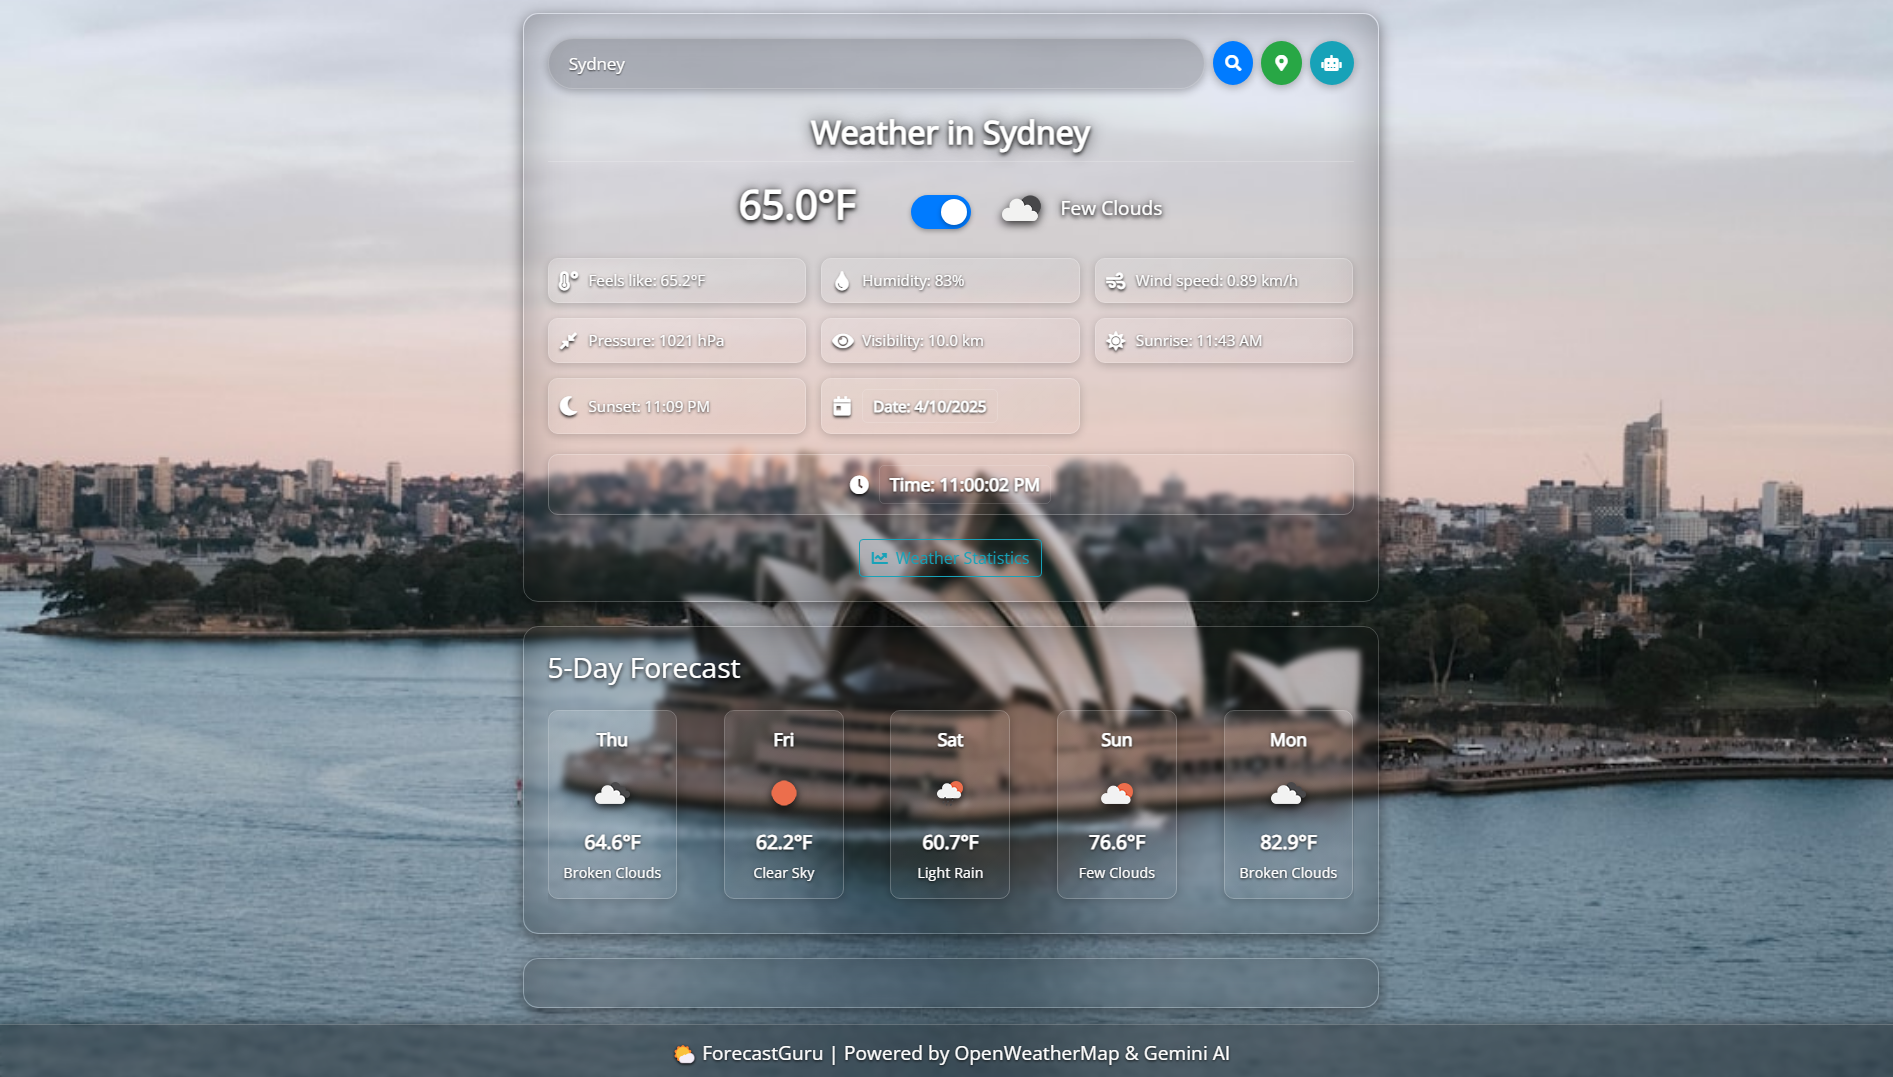 Sydney
Weather in Sydney
65.0°F
Few Clouds
Feels like: 65.2°F
Humidity: 83%
Wind speed: 0.89 km/h
Pressure: 1021 hPa
Visibility: 10.0 km
Sunrise: 11:43 AM
Sunset: 11:09 PM
Date: 4/10/2025
Time: 11:00:02 PM
Weather Statistics
5-Day Forecast
Thu
64.6°F
Broken Clouds
Fri
62.2°F
Clear Sky
Sat
60.7°F
Light Rain
Sun
76.6°F
Few Clouds
Mon
82.9°F
Broken Clouds
ForecastGuru | Powered by OpenWeatherMap & Gemini AI